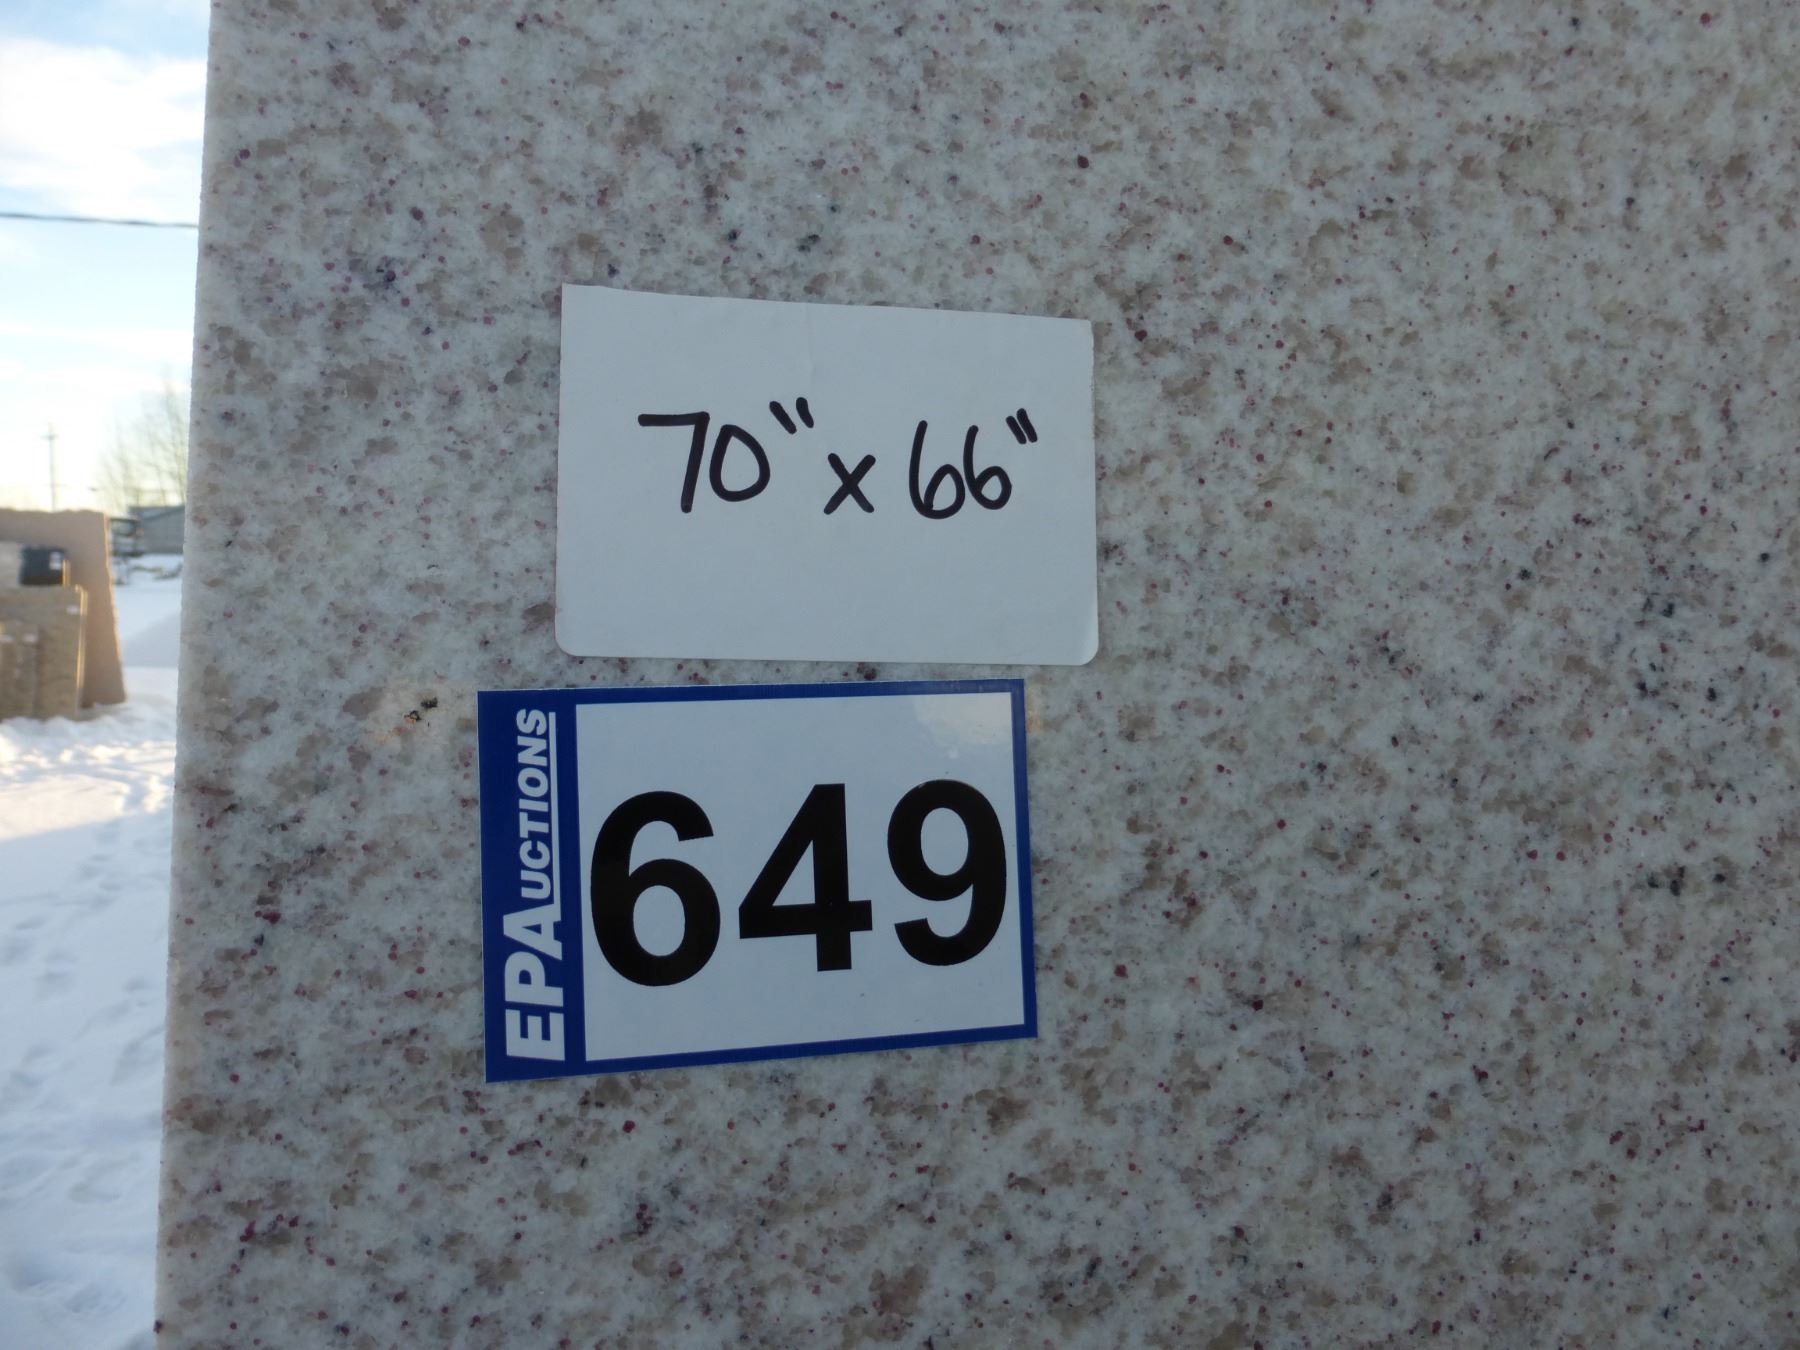 70" x 66"
EPAUCTIONS
649